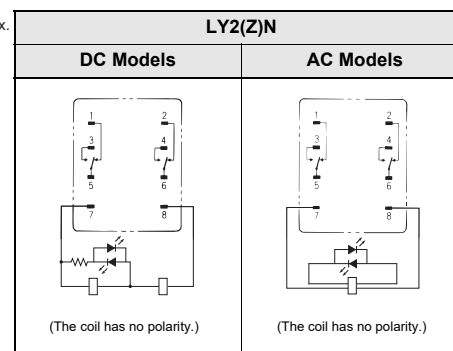 x.
LY2(Z)N
DC Models AC Models
1 2 1 2
3 4 3 4
5 6 5 6
7 8 7 8
(The coil has no polarity.) (The coil has no polarity.)